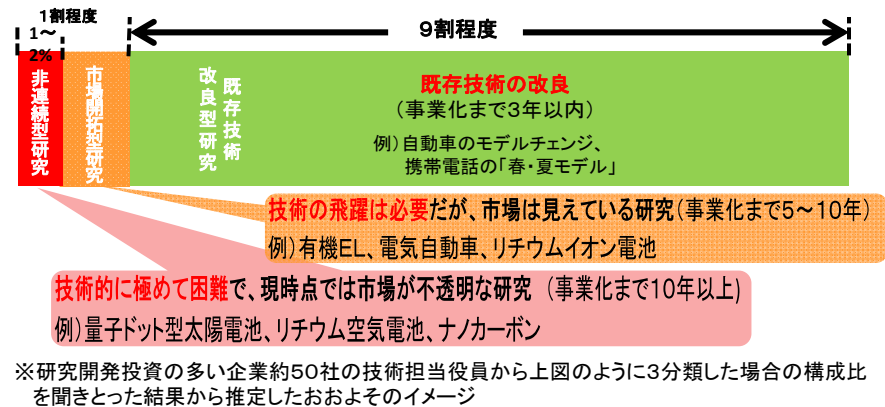 1割程度
1～
2%
9割程度
非連続型研究
市場開拓型研究
既存技術
改良型研究
既存技術の改良
（事業化まで3年以内）
例）自動車のモデルチェンジ、
携帯電話の「春・夏モデル」
技術の飛躍は必要だが、市場は見えている研究（事業化まで5～10年）
例）有機EL、電気自動車、リチウムイオン電池
技術的に極めて困難で、現時点では市場が不透明な研究 （事業化まで10年以上）
例）量子ドット型太陽電池、リチウム空気電池、ナノカーボン
※研究開発投資の多い企業約50社の技術担当役員から上図のように3分類した場合の構成比
を聞きとった結果から推定したおおよそのイメージ